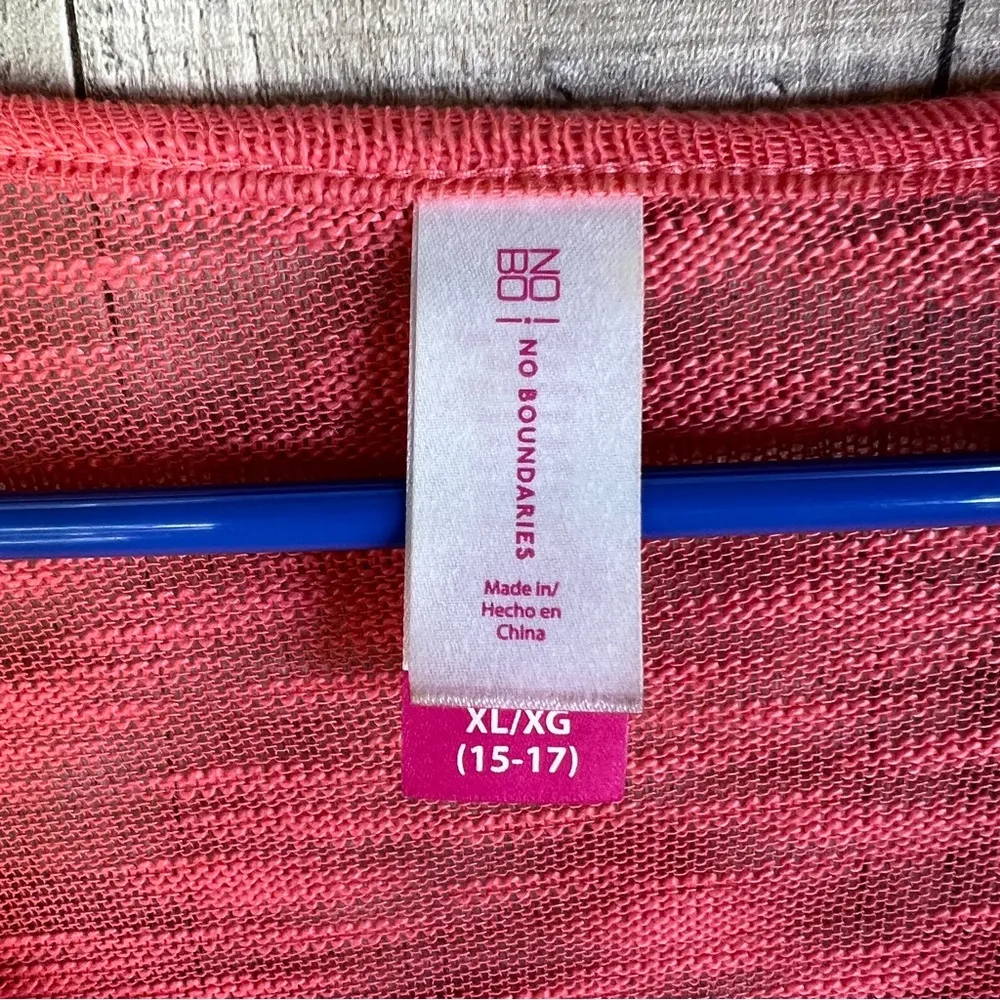 NO
BO
NO BOUNDARIES
Made in/
Hecho en
China
XL/XG
(15-17)